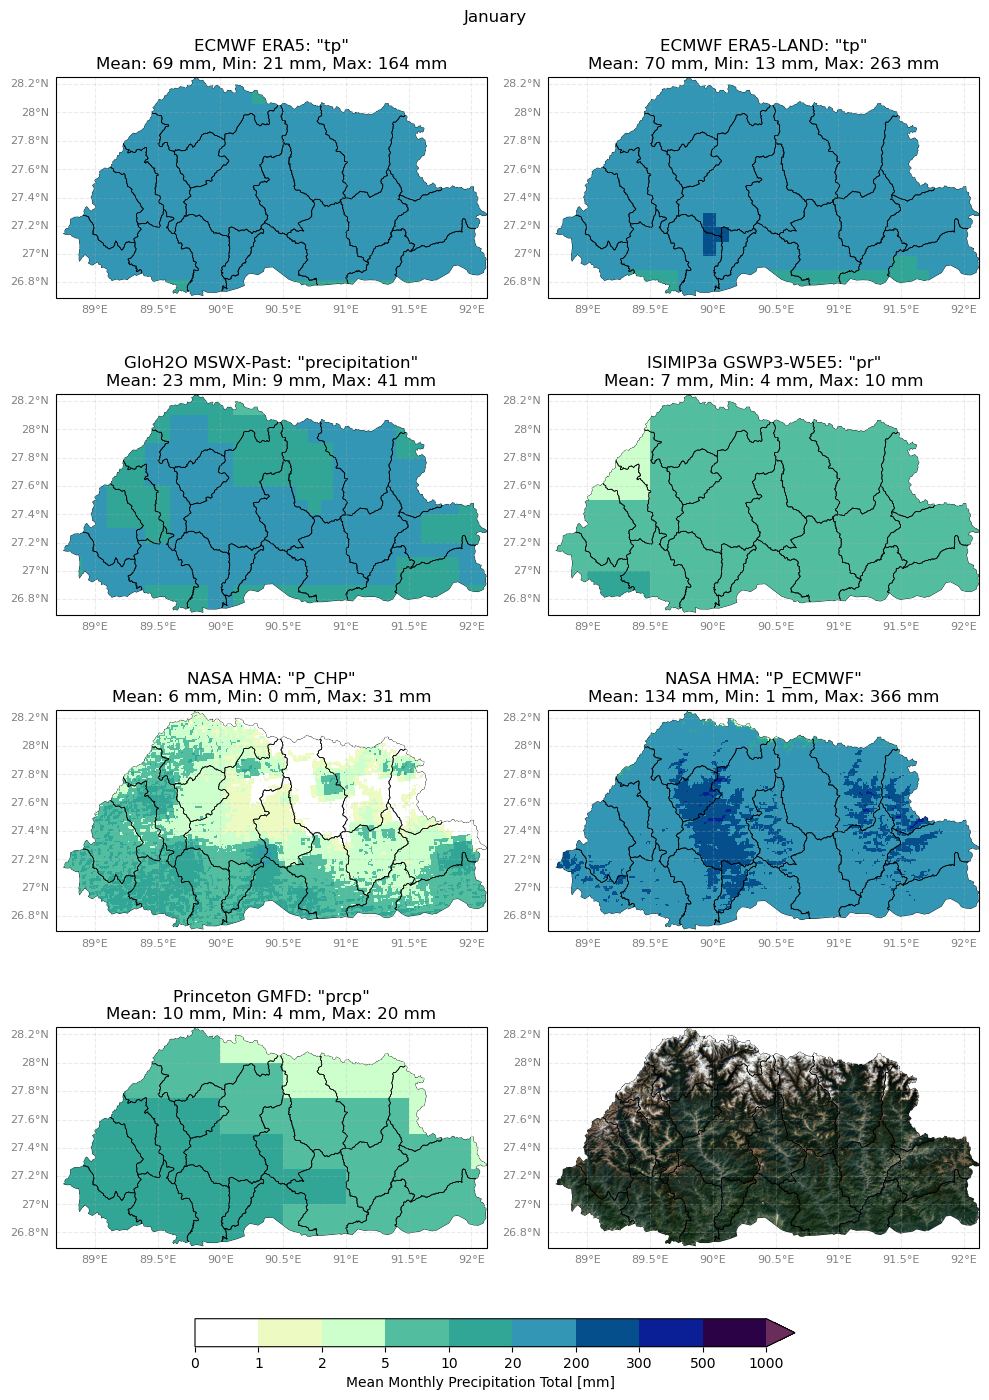 January
ECMWF ERA5: "tp"
Mean: 69 mm, Min: 21 mm, Max: 164 mm
28.2°N
28°N
27.8°N
27.6°N
27.4°N
27.2°N
27°N
26.8°N
89°E 89.5°E 90°E 90.5°E 91°E 91.5°E 92°E
ECMWF ERA5-LAND: "tp"
Mean: 70 mm, Min: 13 mm, Max: 263 mm
28.2°N
28°N
27.8°N
27.6°N
27.4°N
27.2°N
27°N
26.8°N
89°E 89.5°E 90°E 90.5°E 91°E 91.5°E 92°E
GloH2O MSWX-Past: "precipitation"
Mean: 23 mm, Min: 9 mm, Max: 41 mm
28.2°N
28°N
27.8°N
27.6°N
27.4°N
27.2°N
27°N
26.8°N
89°E 89.5°E 90°E 90.5°E 91°E 91.5°E 92°E
ISIMIP3a GSWP3-W5E5: "pr"
Mean: 7 mm, Min: 4 mm, Max: 10 mm
28.2°N
28°N
27.8°N
27.6°N
27.4°N
27.2°N
27°N
26.8°N
89°E 89.5°E 90°E 90.5°E 91°E 91.5°E 92°E
NASA HMA: "P_CHP"
Mean: 6 mm, Min: 0 mm, Max: 31 mm
28.2°N
28°N
27.8°N
27.6°N
27.4°N
27.2°N
27°N
26.8°N
89°E 89.5°E 90°E 90.5°E 91°E 91.5°E 92°E
NASA HMA: "P_ECMWF"
Mean: 134 mm, Min: 1 mm, Max: 366 mm
28.2°N
28°N
27.8°N
27.6°N
27.4°N
27.2°N
27°N
26.8°N
89°E 89.5°E 90°E 90.5°E 91°E 91.5°E 92°E
Princeton GMFD: "prcp"
Mean: 10 mm, Min: 4 mm, Max: 20 mm
28.2°N
28°N
27.8°N
27.6°N
27.4°N
27.2°N
27°N
26.8°N
89°E 89.5°E 90°E 90.5°E 91°E 91.5°E 92°E
28.2°N
28°N
27.8°N
27.6°N
27.4°N
27.2°N
27°N
26.8°N
89°E 89.5°E 90°E 90.5°E 91°E 91.5°E 92°E
0 1 2 5 10 20 200 300 500 1000
Mean Monthly Precipitation Total [mm]